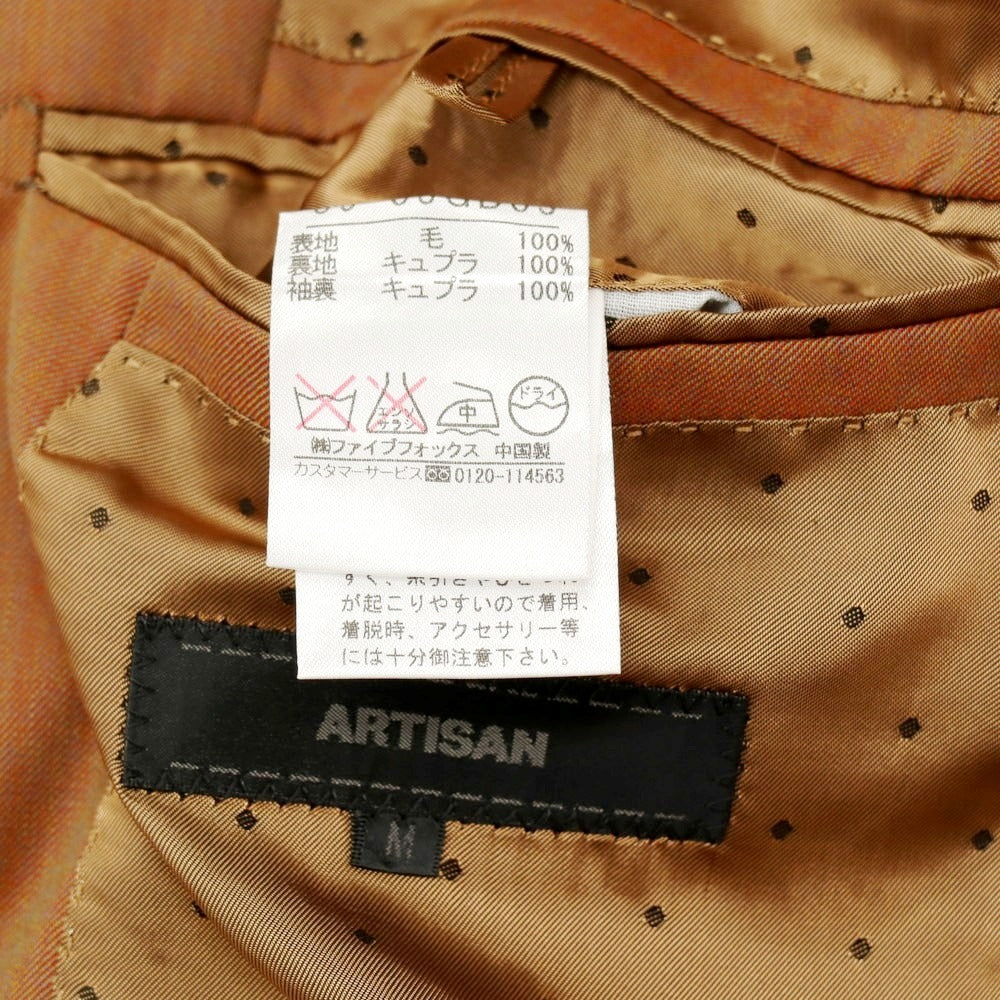 表地 毛 100%
裏地 キュプラ 100%
袖裏 キュプラ 100%
エンソ
サラシ
中
ドライ
㈱ファイブフォックス 中国製
カスタマーサービス 0120-114563
が起こりやすいので着用、
着脱時、アクセサリー等
には十分御注意下さい。
ARTISAN
M